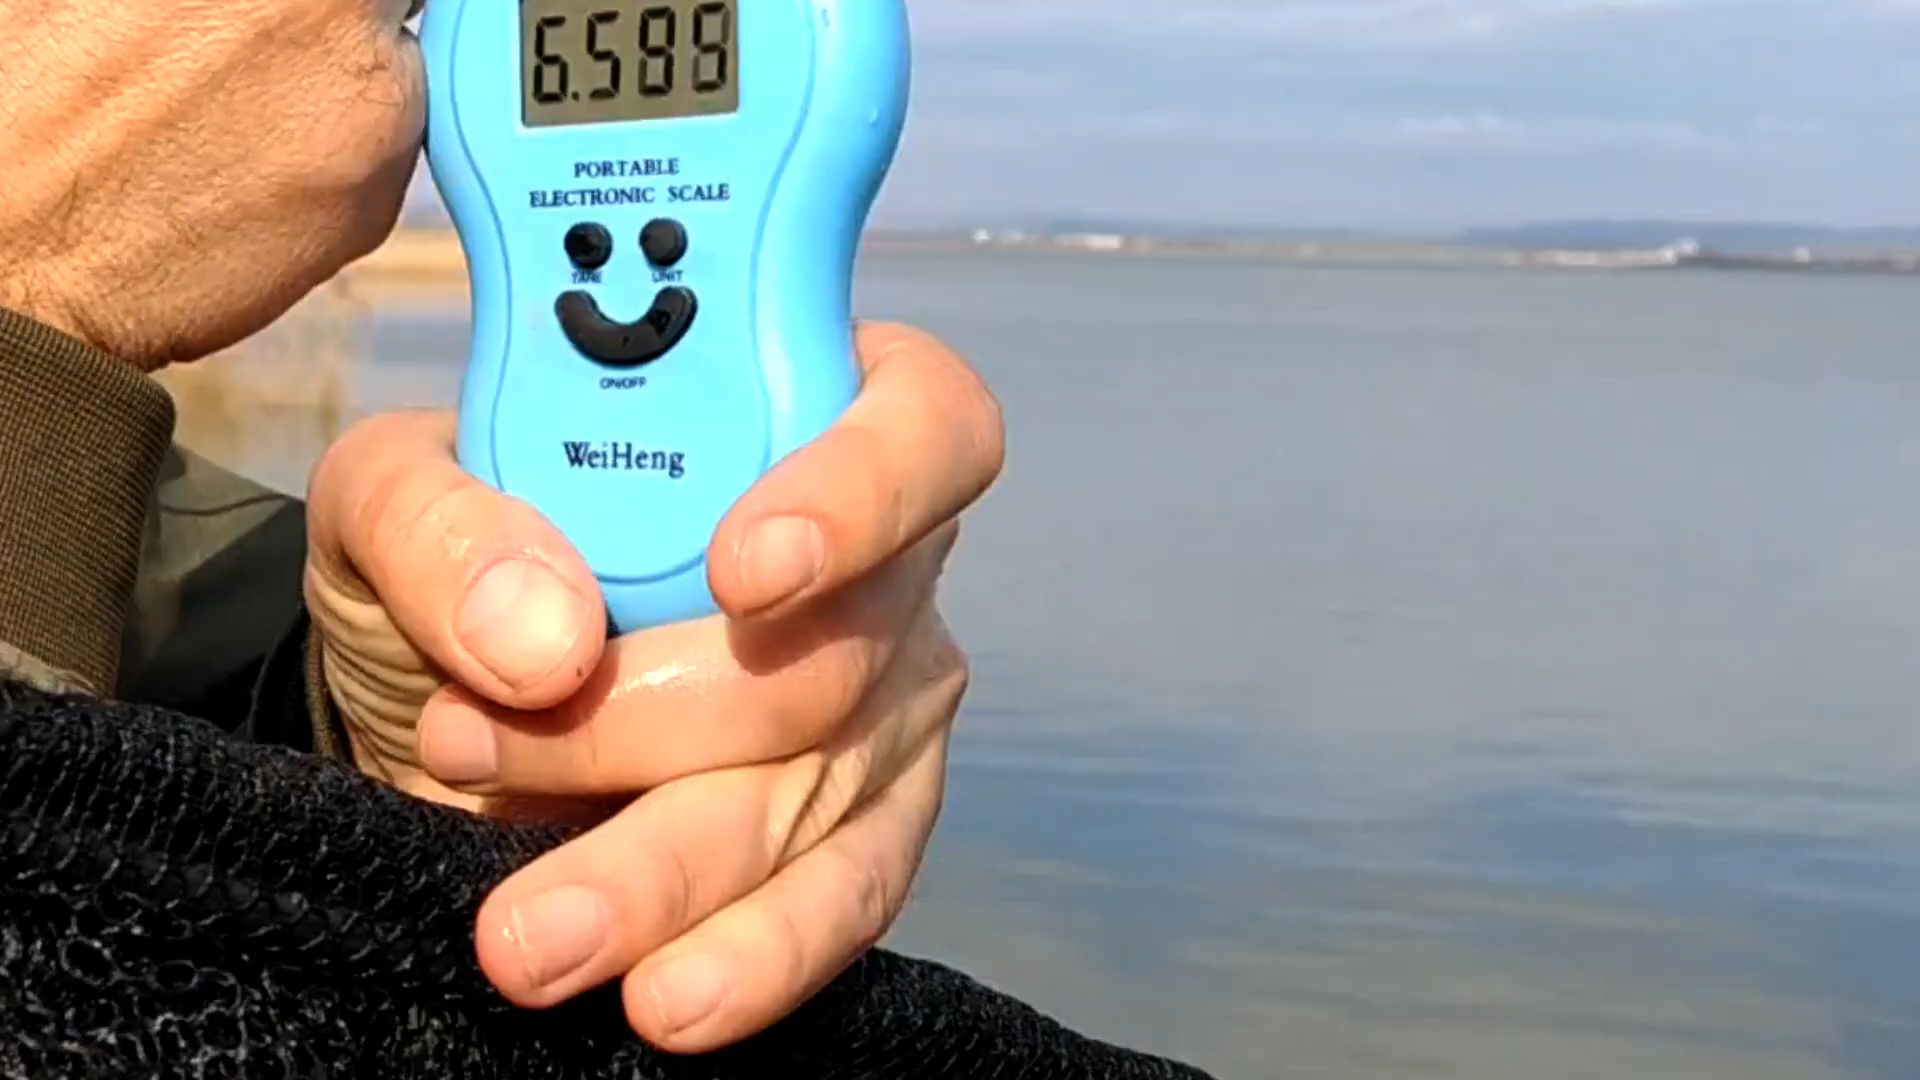 6.588
PORTABLE
ELECTRONIC SCALE
TARE UNIT
ON/OFF
WeiHeng